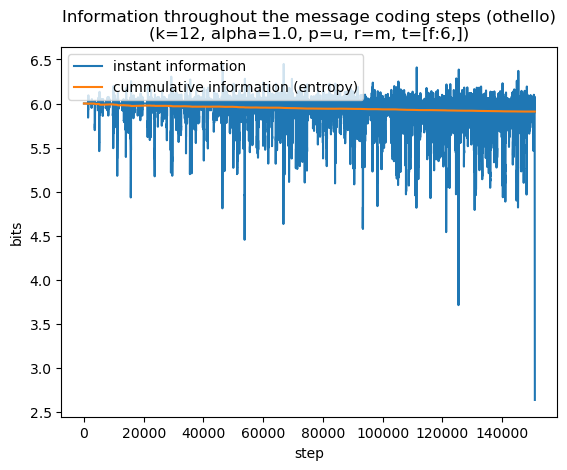 Information throughout the message coding steps (othello)
(k=12, alpha=1.0, p=u, r=m, t=[f:6,])
instant information
cummulative information (entropy)
6.5
6.0
5.5
5.0
4.5
4.0
3.5
3.0
2.5
bits
0 20000 40000 60000 80000 100000 120000 140000
step